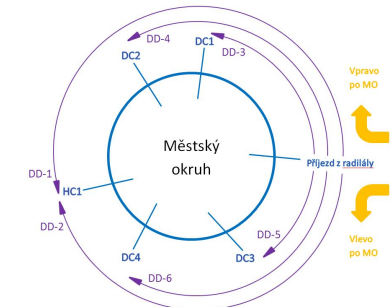 DD-4
DC1
DC2
DD-3
Vpravo
po MO
Městský
okruh
Příjezd z radilály
DD-1
HC1
DD-2
Vlevo
po MO
DD-5
DC4
DC3
DD-6